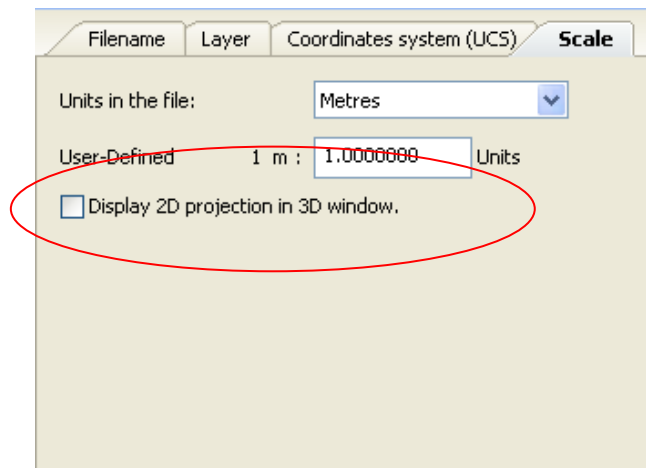 Filename Layer Coordinates system (UCS) Scale
Units in the file: Metres
User-Defined 1 m : 1.0000000 Units
Display 2D projection in 3D window.